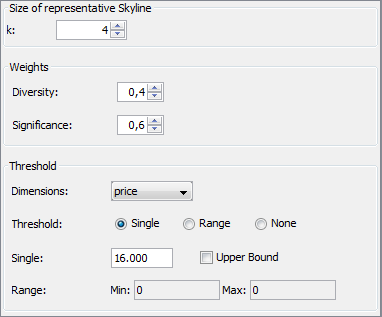 Size of representative Skyline
k: 4
Weights
Diversity: 0,4
Significance: 0,6
Threshold
Dimensions: price
Threshold: Single Range None
Single: 16.000 Upper Bound
Range: Min: 0 Max: 0